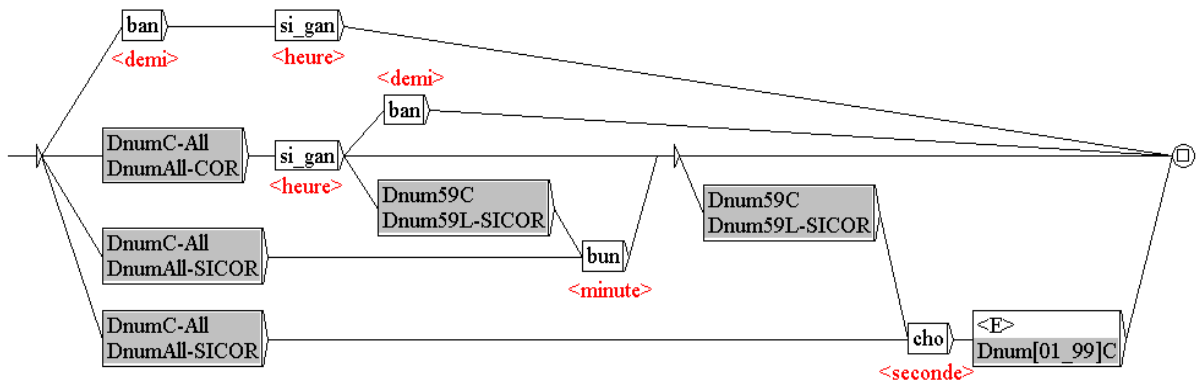 ban
si_gan
<demi>
<heure>
<demi>
ban
DnumC-All
DnumAll-COR
si_gan
<heure>
Dnum59C
Dnum59L-SICOR
Dnum59C
Dnum59L-SICOR
DnumC-All
DnumAll-SICOR
bun
<minute>
DnumC-All
DnumAll-SICOR
cho
<seconde>
<E>
Dnum[01_99]C